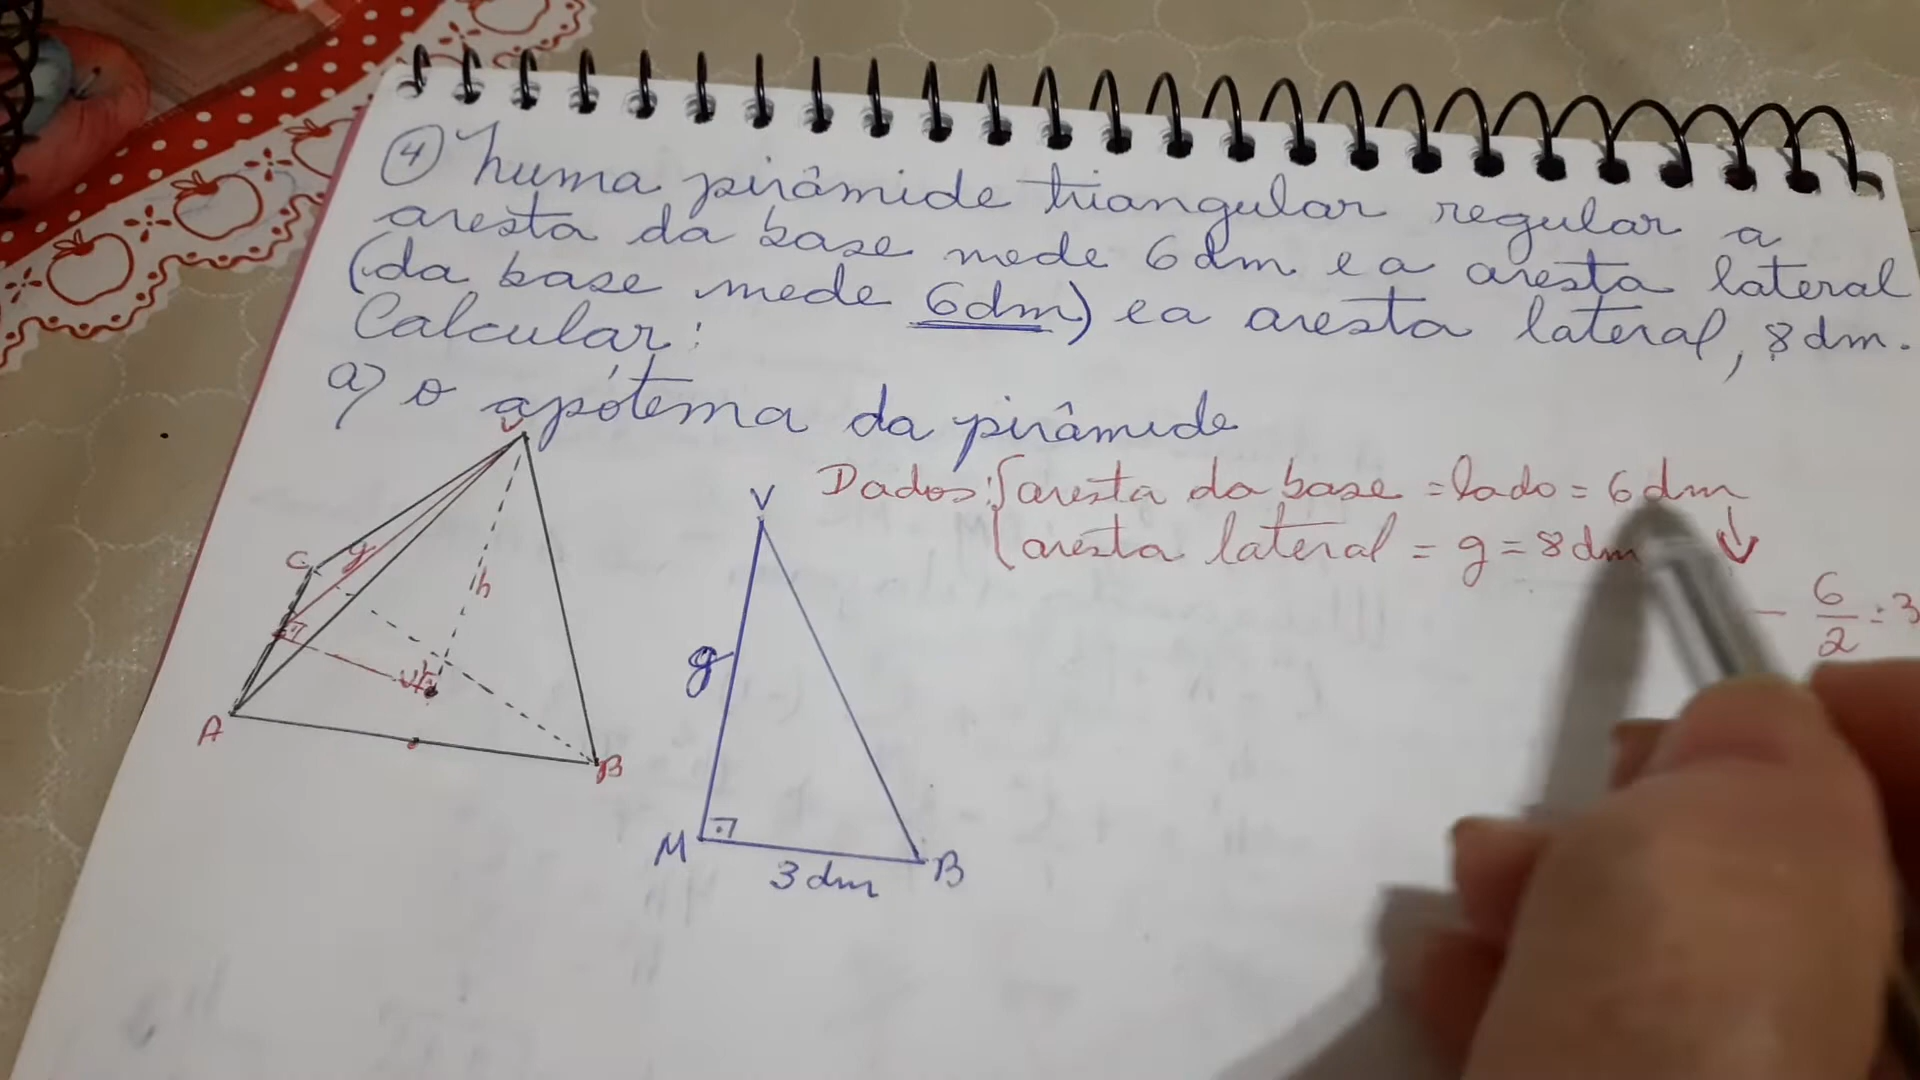 4 Numa pirâmide triangular regular a
aresta da base mede 6 dm e a aresta lateral
(da base mede 6dm) e a aresta lateral, 8 dm.
Calcular:
a) o apótema da pirâmide
Dados: aresta da base = lado = 6 dm
aresta lateral = g = 8 dm
6/2 = 3
V
C
g
h
A
B
V
g
M
3 dm
B